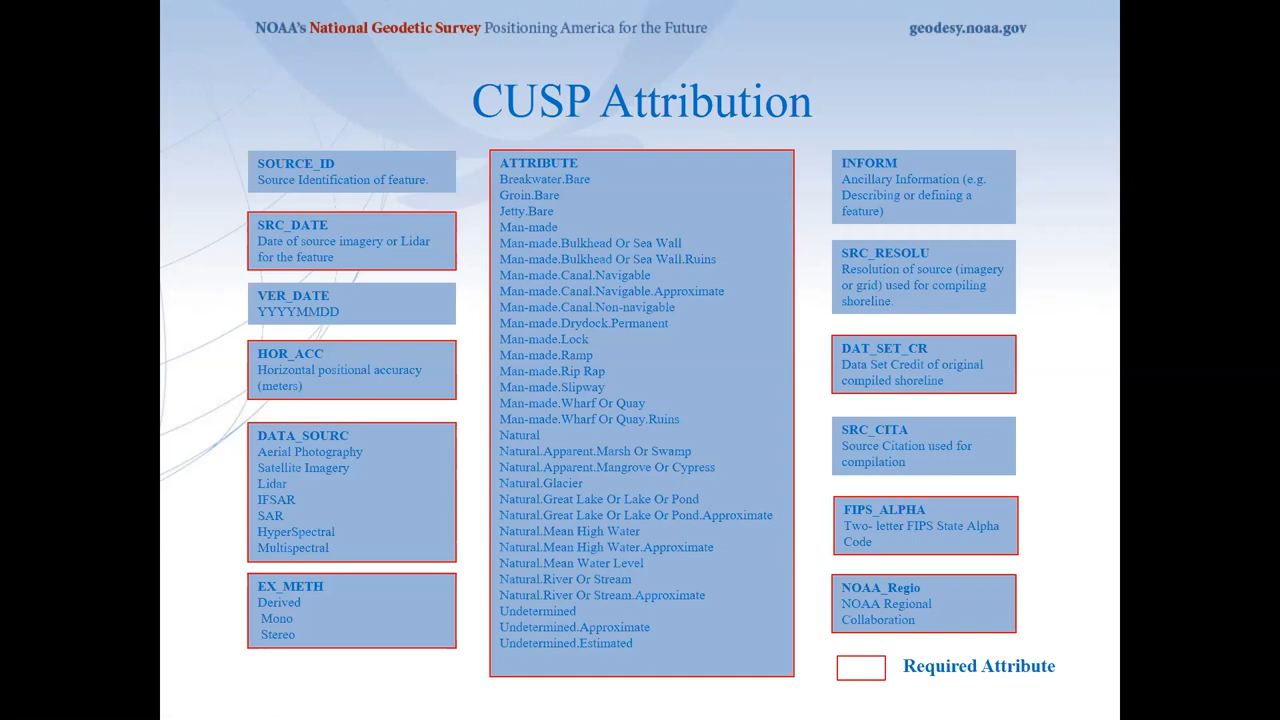 NOAA's National Geodetic Survey Positioning America for the Future
geodesy.noaa.gov
CUSP Attribution
SOURCE_ID
Source Identification of feature.
SRC_DATE
Date of source imagery or Lidar
for the feature
VER_DATE
YYYYMMDD
HOR_ACC
Horizontal positional accuracy
(meters)
DATA_SOURC
Aerial Photography
Satellite Imagery
Lidar
IFSAR
SAR
HyperSpectral
Multispectral
EX_METH
Derived
Mono
Stereo
ATTRIBUTE
Breakwater.Bare
Groin.Bare
Jetty.Bare
Man-made
Man-made.Bulkhead Or Sea Wall
Man-made.Bulkhead Or Sea Wall.Ruins
Man-made.Canal.Navigable
Man-made.Canal.Navigable.Approximate
Man-made.Canal.Non-navigable
Man-made.Drydock.Permanent
Man-made.Lock
Man-made.Ramp
Man-made.Rip Rap
Man-made.Slipway
Man-made.Wharf Or Quay
Man-made.Wharf Or Quay.Ruins
Natural
Natural.Apparent.Marsh Or Swamp
Natural.Apparent.Mangrove Or Cypress
Natural.Glacier
Natural.Great Lake Or Lake Or Pond
Natural.Great Lake Or Lake Or Pond.Approximate
Natural.Mean High Water
Natural.Mean High Water.Approximate
Natural.Mean Water Level
Natural.River Or Stream
Natural.River Or Stream.Approximate
Undetermined
Undetermined.Approximate
Undetermined.Estimated
INFORM
Ancillary Information (e.g.
Describing or defining a
feature)
SRC_RESOLU
Resolution of source (imagery
or grid) used for compiling
shoreline.
DAT_SET_CR
Data Set Credit of original
compiled shoreline
SRC_CITA
Source Citation used for
compilation
FIPS_ALPHA
Two- letter FIPS State Alpha
Code
NOAA_Regio
NOAA Regional
Collaboration
Required Attribute